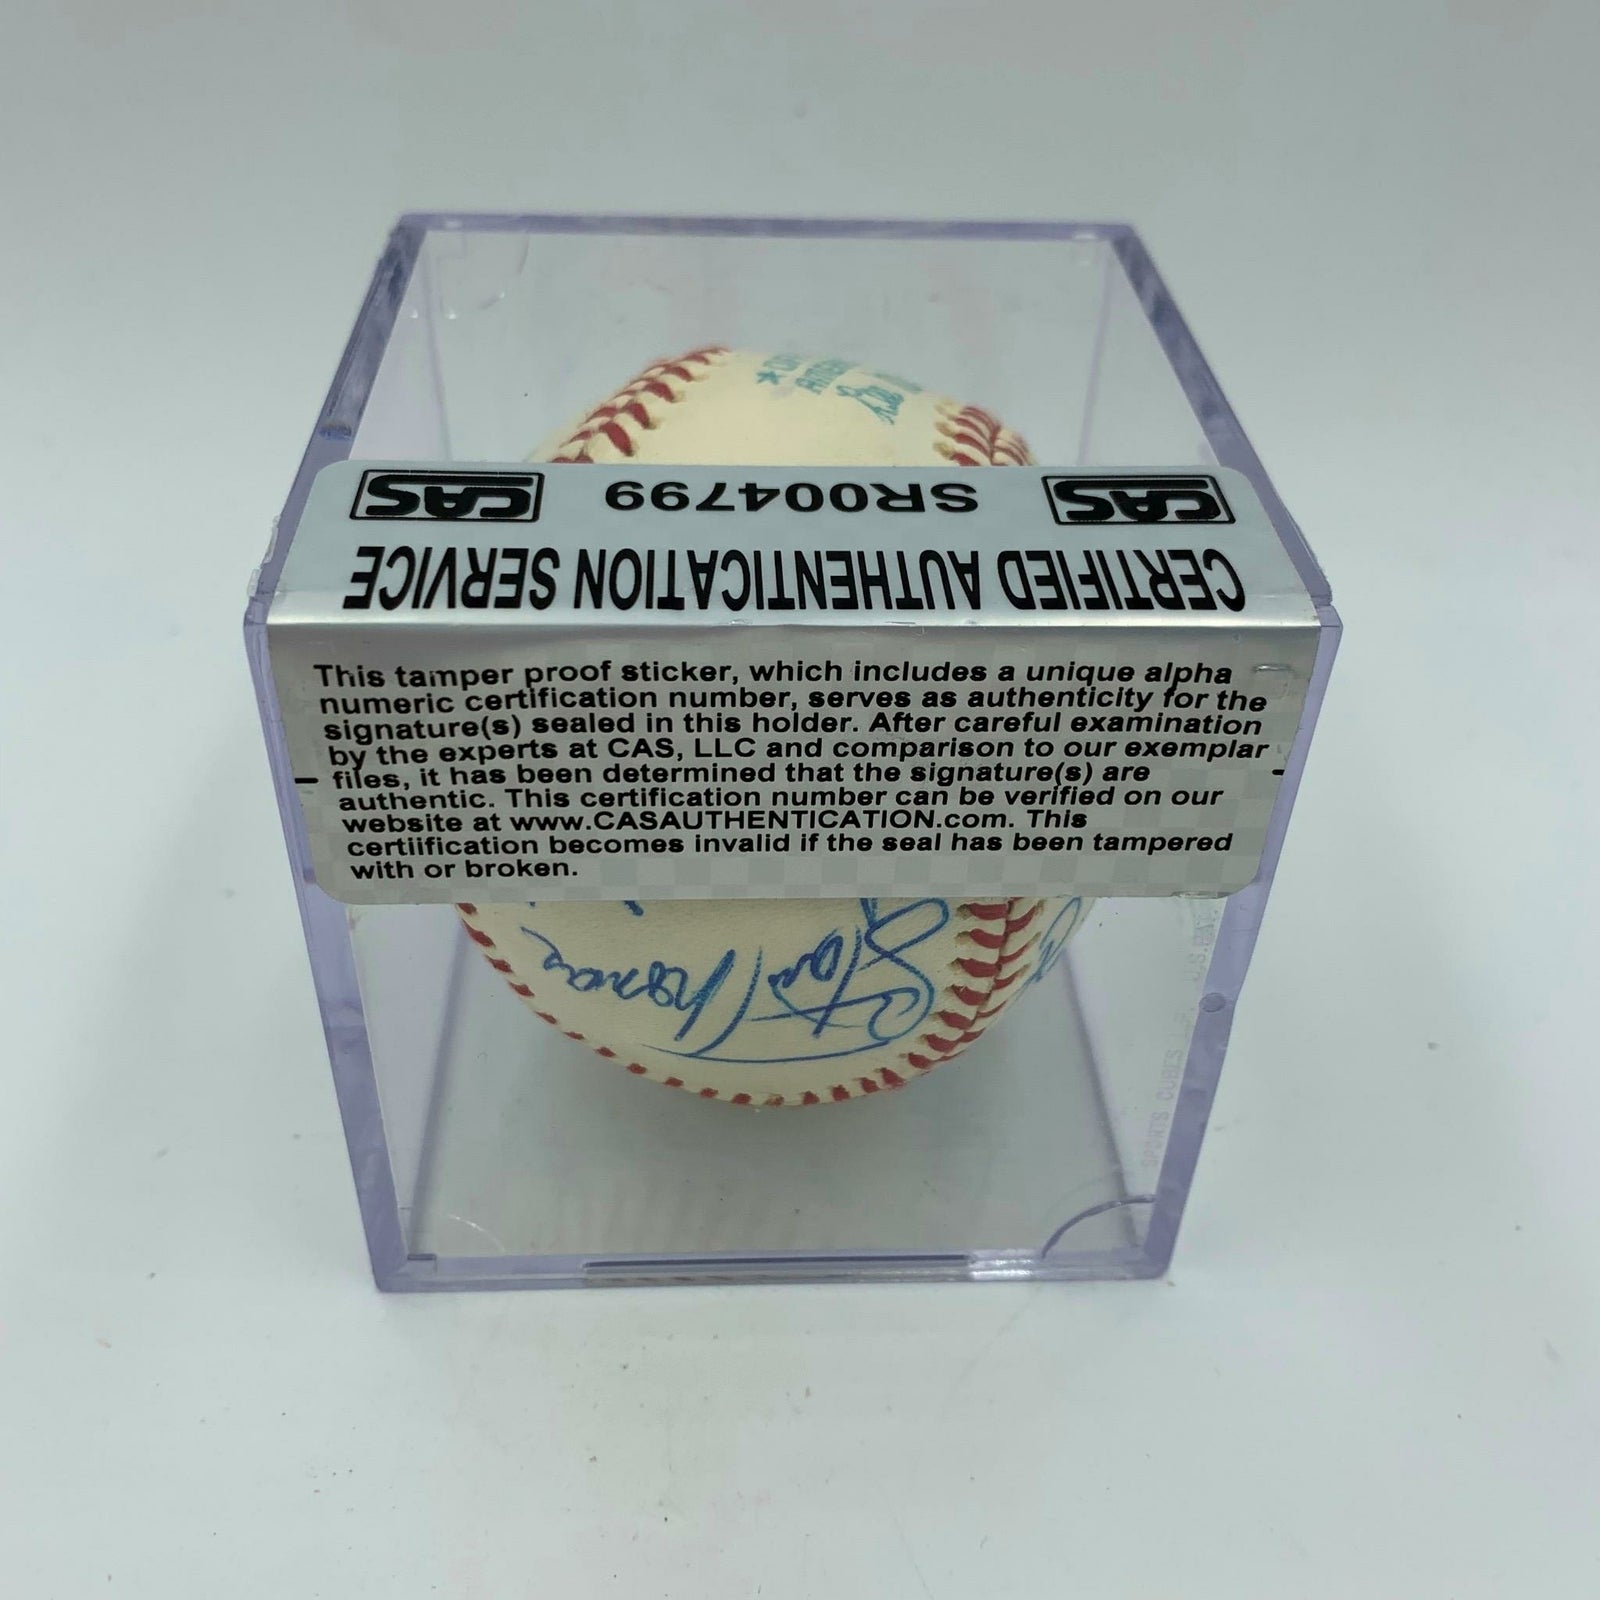 CAS SR004799 CAS
CERTIFIED AUTHENTICATION SERVICE
This tamper proof sticker, which includes a unique alpha
numeric certification number, serves as authenticity for the
signature(s) sealed in this holder. After careful examination
by the experts at CAS, LLC and comparison to our exemplar
files, it has been determined that the signature(s) are
authentic. This certification number can be verified on our
website at www.CASAUTHENTICATION.com. This
certiification becomes invalid if the seal has been tampered
with or broken.
Stan Thomas
SPORTS CUBES